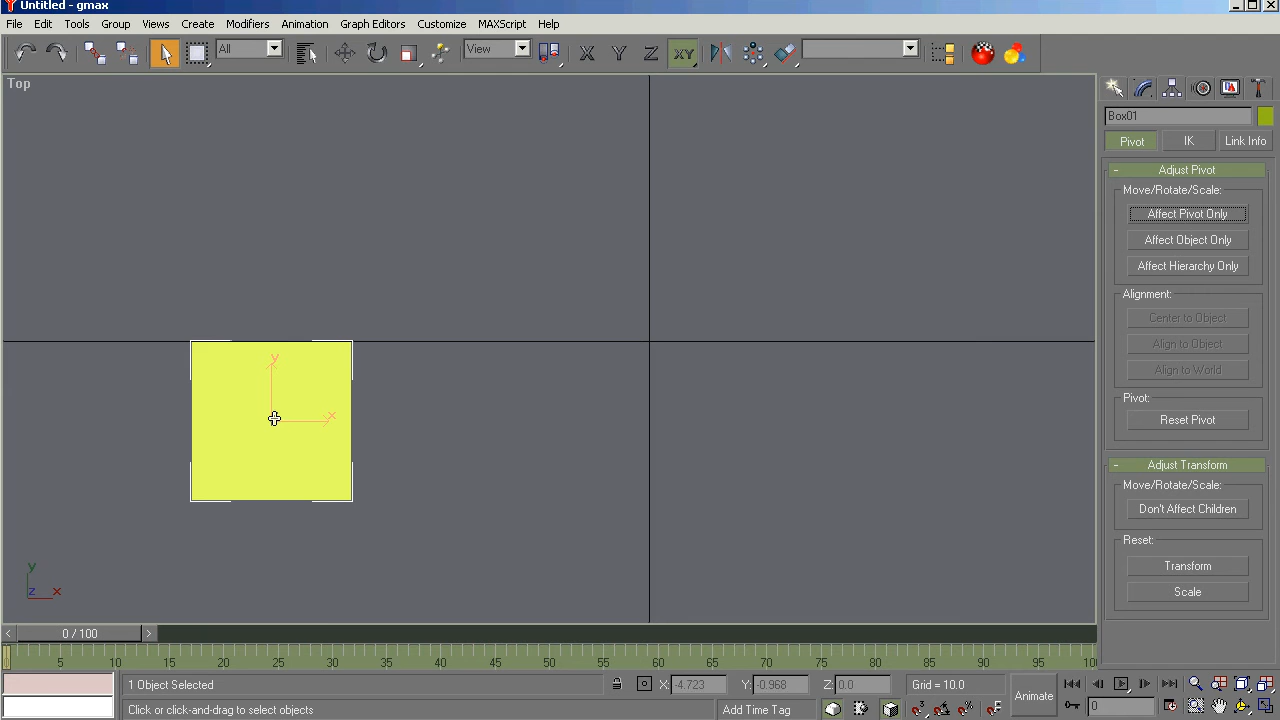 Untitled - gmax
File Edit Tools Group Views Create Modifiers Animation Graph Editors Customize MAXScript Help
All View X Y Z XY
Top
Box01
Pivot IK Link Info
- Adjust Pivot
Move/Rotate/Scale:
Affect Pivot Only
Affect Object Only
Affect Hierarchy Only
Alignment:
Center to Object
Align to Object
Align to World
Pivot:
Reset Pivot
- Adjust Transform
Move/Rotate/Scale:
Don't Affect Children
Reset:
Transform
Scale
y
x
y
z x
< 0 / 100 >
5 10 15 20 25 30 35 40 45 50 55 60 65 70 75 80 85 90 95 100
1 Object Selected X: -4.723 Y: -0.968 Z: 0.0 Grid = 10.0 Animate
Click or click-and-drag to select objects Add Time Tag 0